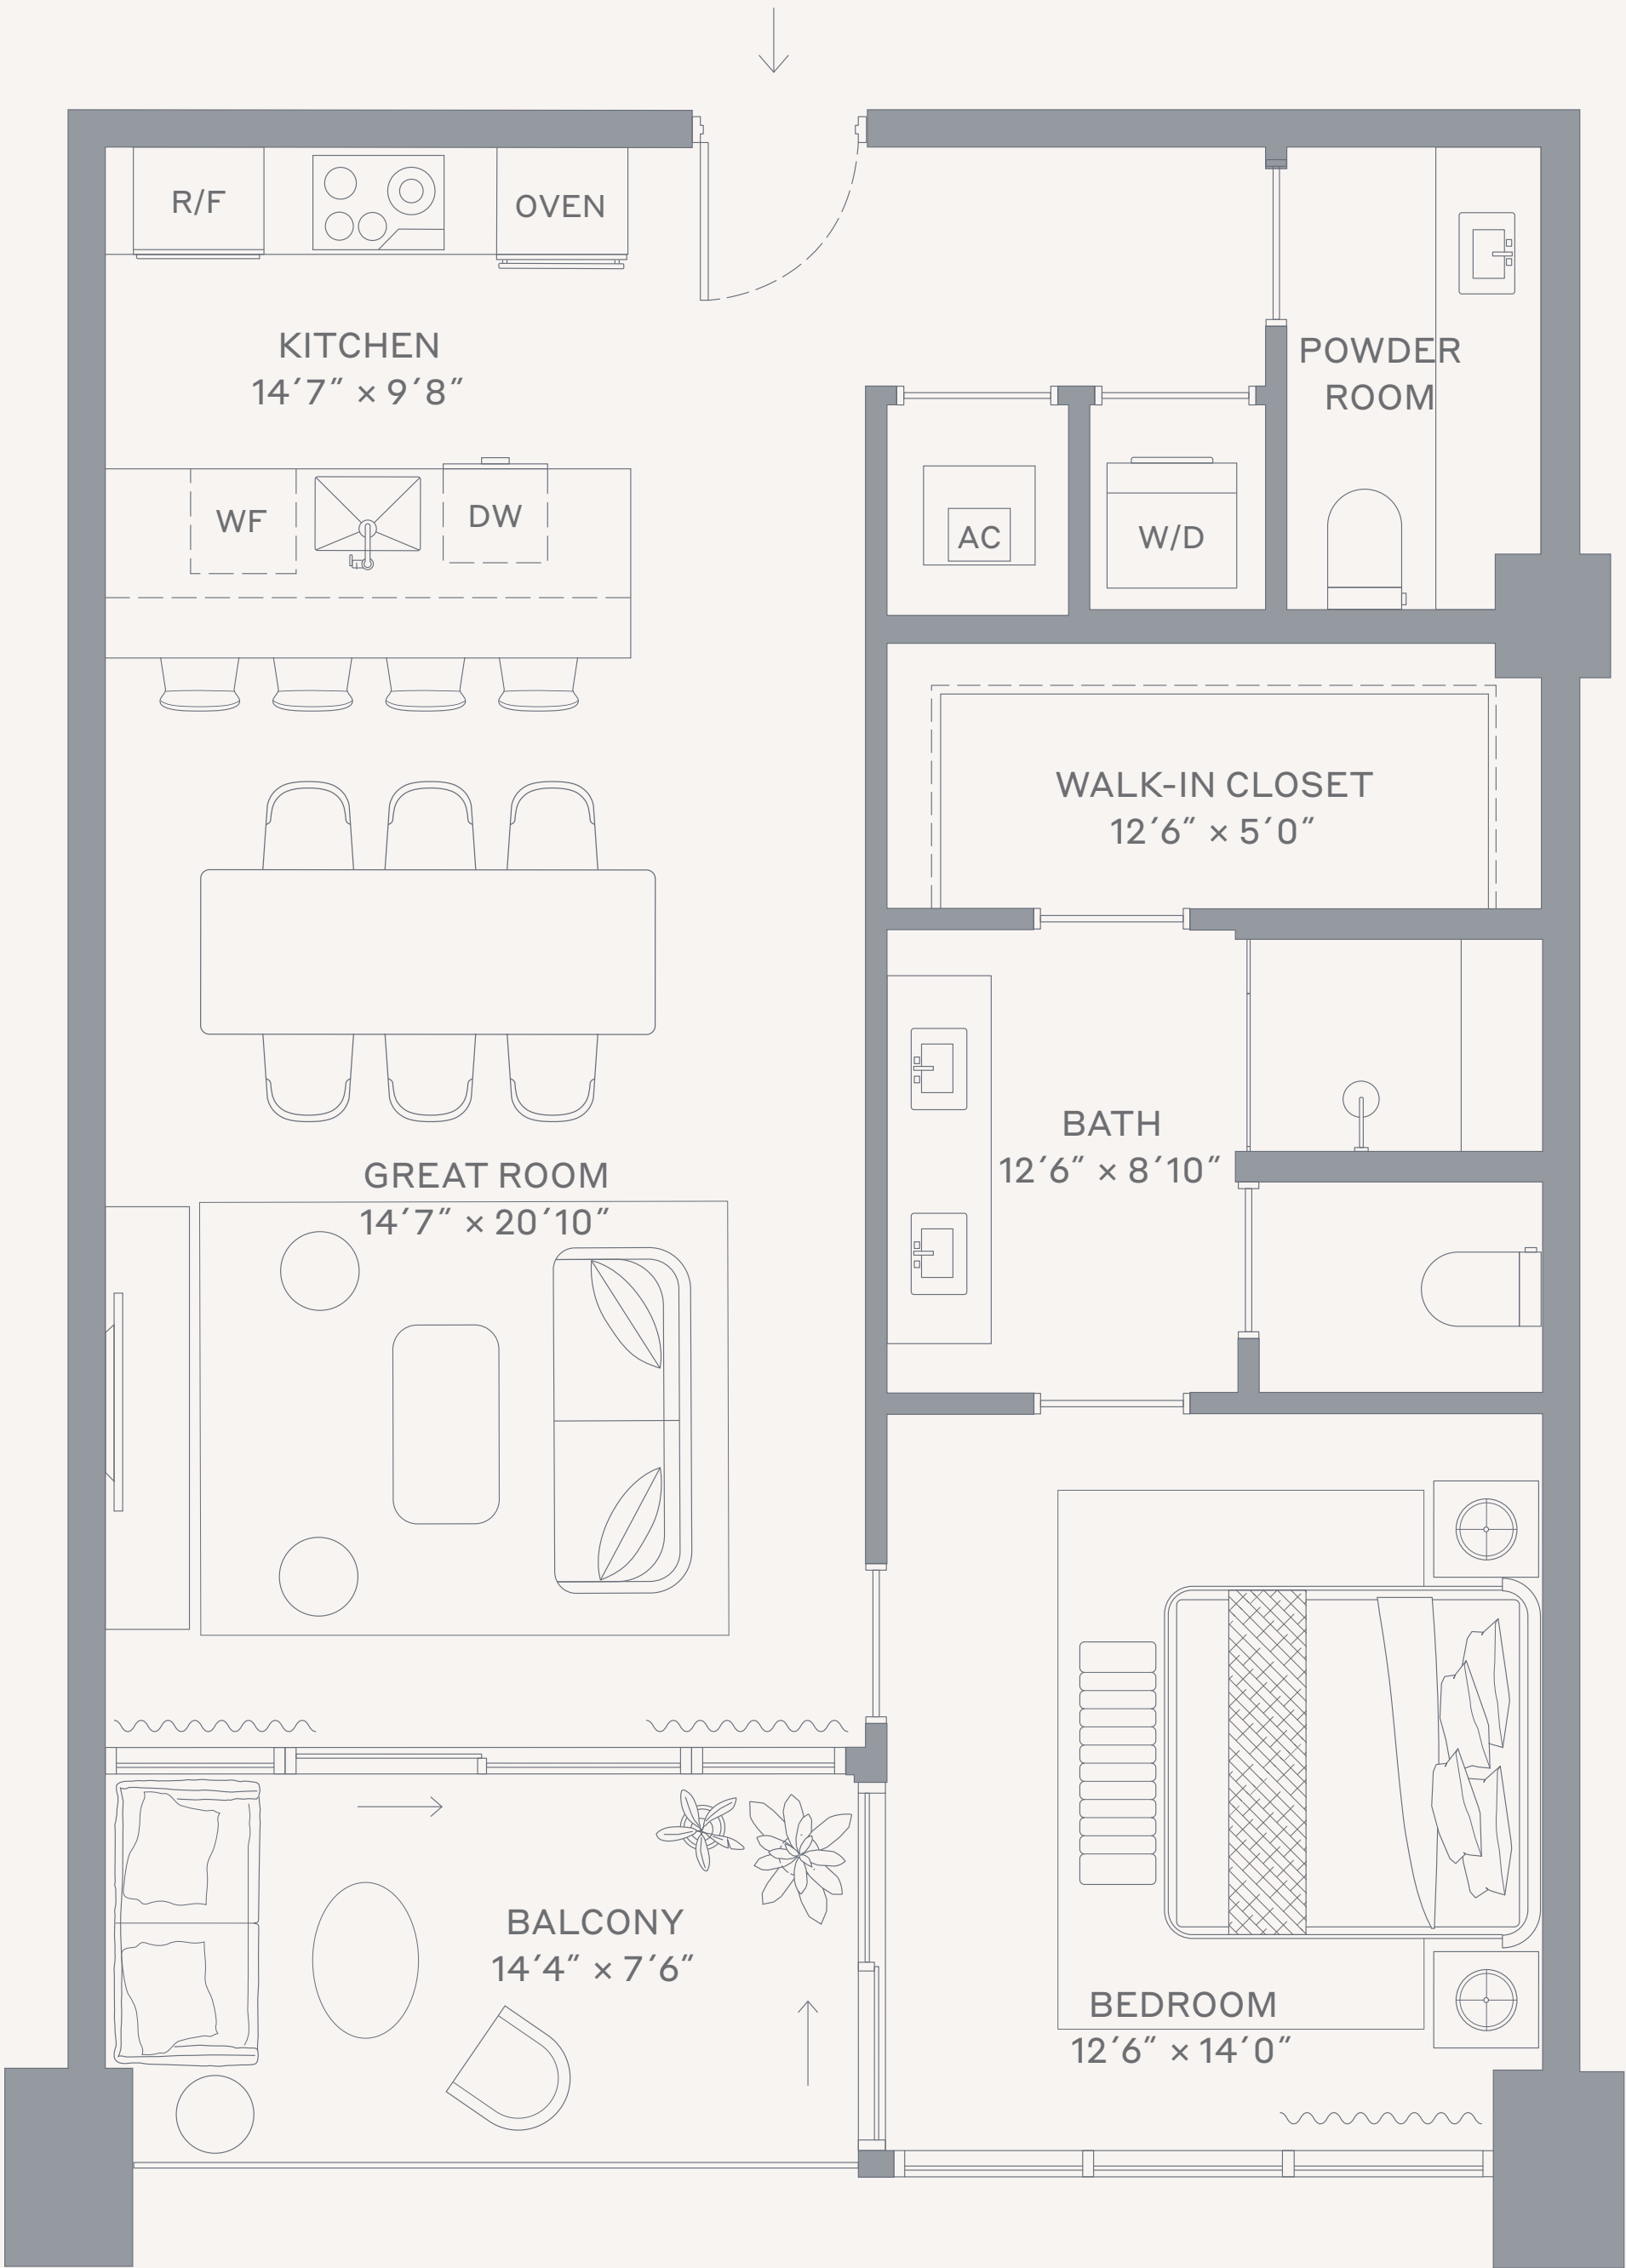 R/F
OVEN
KITCHEN
14´7˝ × 9´8˝
POWDER
ROOM
WF
DW
AC
W/D
WALK-IN CLOSET
12´6˝ × 5´0˝
BATH
12´6˝ × 8´10˝
GREAT ROOM
14´7˝ × 20´10˝
BALCONY
14´4˝ × 7´6˝
BEDROOM
12´6˝ × 14´0˝